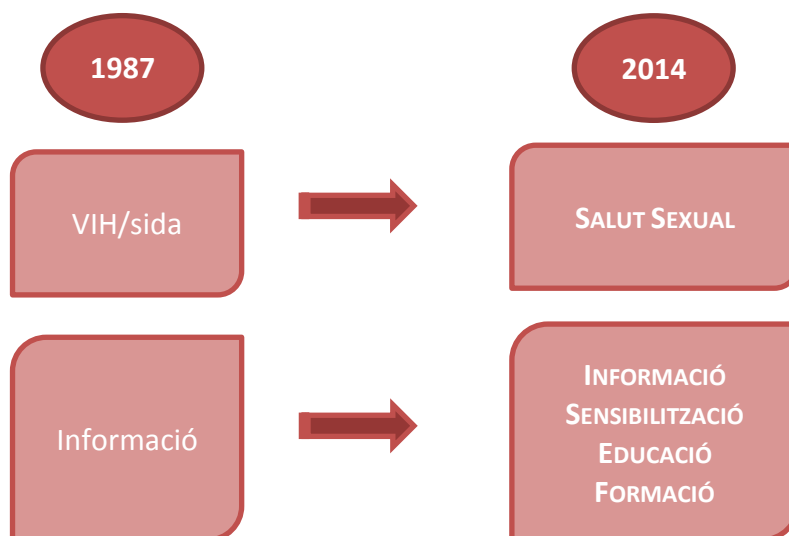 1987
2014
VIH/sida
SALUT SEXUAL
Informació
INFORMACIÓ
SENSIBILITZACIÓ
EDUCACIÓ
FORMACIÓ